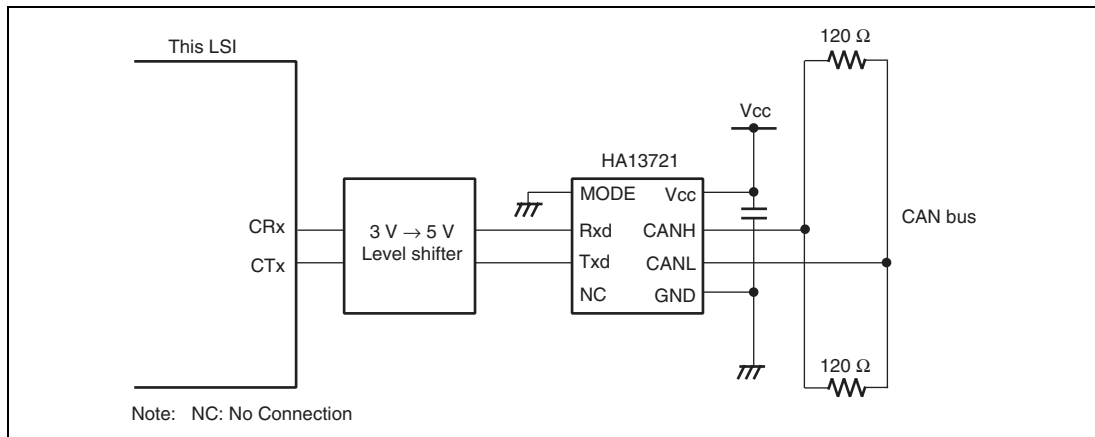 This LSI
120 Ω
Vcc
HA13721
MODE Vcc
CRx
3 V → 5 V
Level shifter
Rxd CANH
CAN bus
CTx
Txd CANL
NC GND
120 Ω
Note: NC: No Connection